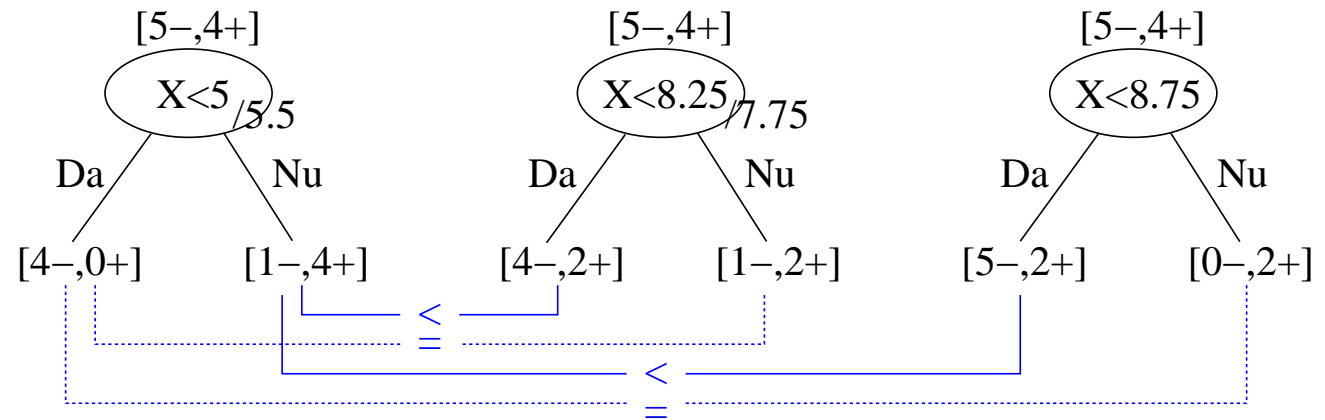 [5−,4+] [5−,4+] [5−,4+]
X<5 /5.5 X<8.25 /7.75 X<8.75
Da Nu Da Nu Da Nu
[4−,0+] [1−,4+] [4−,2+] [1−,2+] [5−,2+] [0−,2+]
<
=
<
=